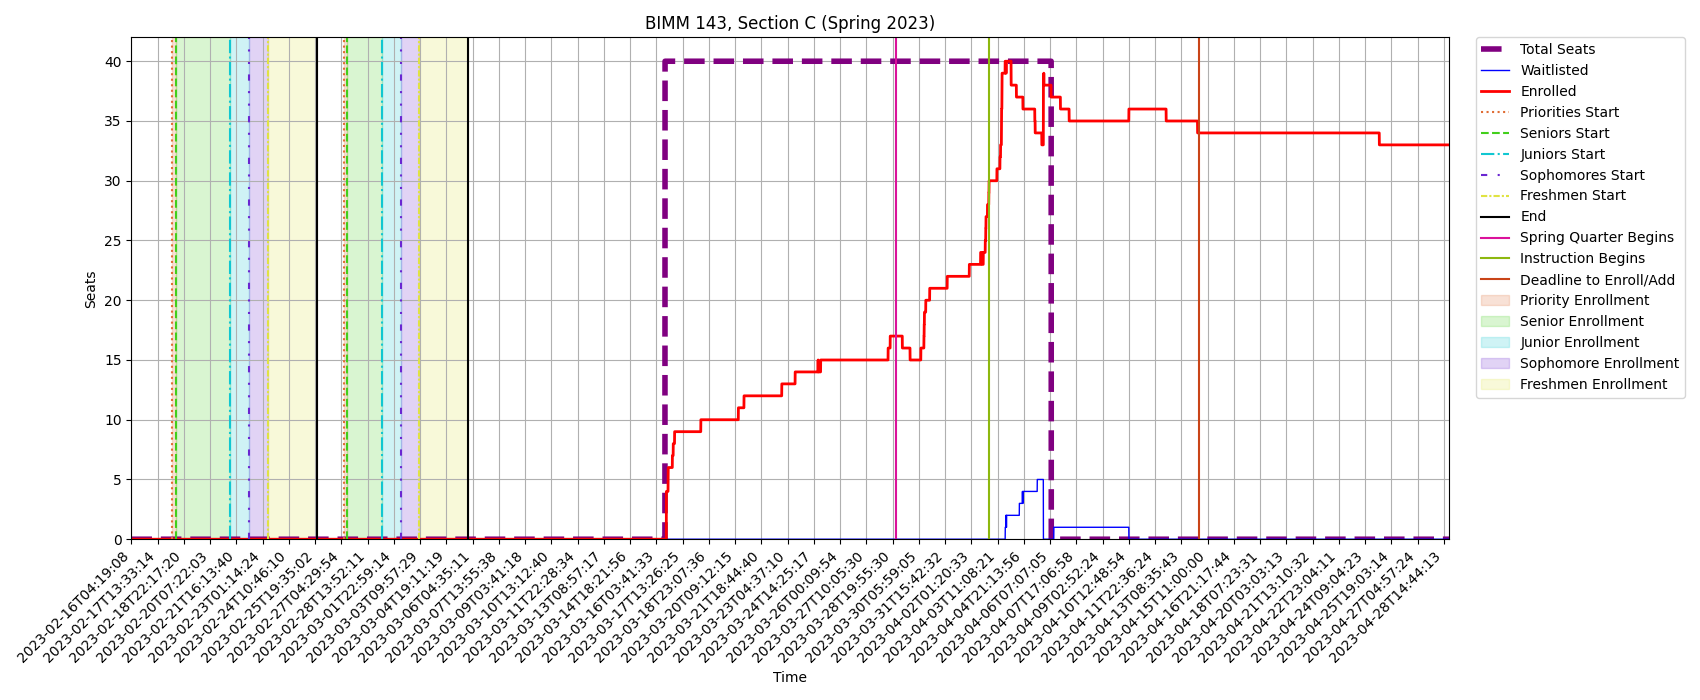 BIMM 143, Section C (Spring 2023)
Seats
40
35
30
25
20
15
10
5
0
2023-02-16T04:19:08
2023-02-17T13:33:14
2023-02-18T22:17:20
2023-02-20T07:22:03
2023-02-21T16:13:40
2023-02-23T01:14:24
2023-02-24T10:46:10
2023-02-25T19:35:02
2023-02-27T04:29:54
2023-02-28T13:52:11
2023-03-01T22:59:14
2023-03-03T09:57:29
2023-03-04T19:11:19
2023-03-06T04:35:11
2023-03-07T13:55:38
2023-03-09T03:41:18
2023-03-10T13:12:40
2023-03-11T22:28:34
2023-03-13T08:57:17
2023-03-14T18:21:56
2023-03-16T03:41:33
2023-03-17T13:26:25
2023-03-18T23:07:36
2023-03-20T09:12:15
2023-03-21T18:44:40
2023-03-23T04:37:10
2023-03-24T14:25:17
2023-03-26T00:09:54
2023-03-27T10:05:30
2023-03-28T19:55:30
2023-03-30T05:59:05
2023-03-31T15:42:32
2023-04-02T01:20:33
2023-04-03T11:08:21
2023-04-04T21:13:56
2023-04-06T07:07:05
2023-04-07T17:06:58
2023-04-09T02:52:24
2023-04-10T12:48:54
2023-04-11T22:36:24
2023-04-13T08:35:43
2023-04-15T11:00:00
2023-04-16T21:17:44
2023-04-18T07:23:31
2023-04-20T03:03:13
2023-04-21T13:10:32
2023-04-22T23:04:11
2023-04-24T09:04:23
2023-04-25T19:03:14
2023-04-27T04:57:24
2023-04-28T14:44:13
Time
Total Seats
Waitlisted
Enrolled
Priorities Start
Seniors Start
Juniors Start
Sophomores Start
Freshmen Start
End
Spring Quarter Begins
Instruction Begins
Deadline to Enroll/Add
Priority Enrollment
Senior Enrollment
Junior Enrollment
Sophomore Enrollment
Freshmen Enrollment